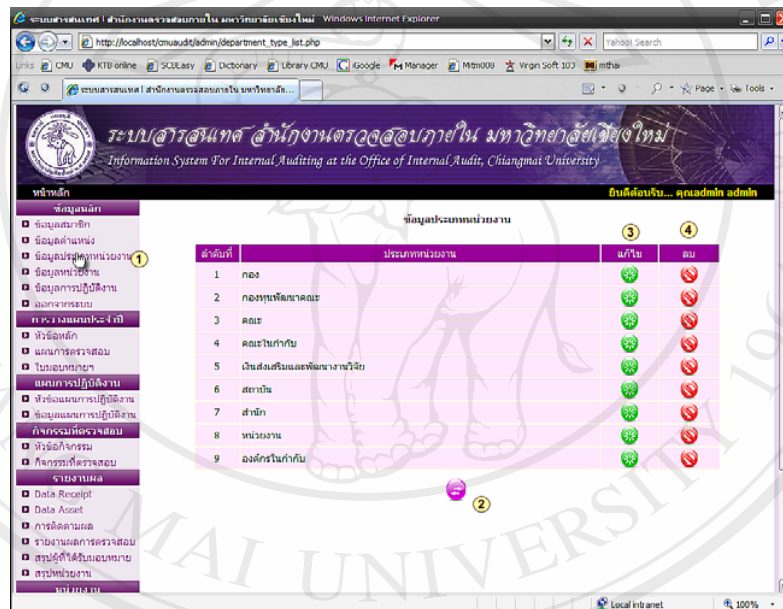 ระบบสารสนเทศ | สำนักงานตรวจสอบภายใน มหาวิทยาลัยเชียงใหม่ - Windows Internet Explorer
http://localhost/cmuaudit/admin/department_type_list.php
Yahoo! Search
Links CMU KTB online SCBEasy Dictionary Library CMU iGoogle Manager Mitm008 Virgin Soft 103 mthai
ระบบสารสนเทศ | สำนักงานตรวจสอบภายใน มหาวิทยาลั...
Page Tools
ระบบสารสนเทศ สำนักงานตรวจสอบภายใน มหาวิทยาลัยเชียงใหม่
Information System For Internal Auditing at the Office of Internal Audit, Chiangmai University
หน้าหลัก
ยินดีต้อนรับ... คุณadmin admin
ข้อมูลหลัก
ข้อมูลสมาชิก
ข้อมูลตำแหน่ง
ข้อมูลประเภทหน่วยงาน 1
ข้อมูลหน่วยงาน
ข้อมูลการปฏิบัติงาน
ออกจากระบบ
การวางแผนประจำปี
หัวข้อหลัก
แผนการตรวจสอบ
ใบมอบหมายฯ
แผนการปฏิบัติงาน
หัวข้อแผนการปฏิบัติงาน
ข้อมูลแผนการปฏิบัติงาน
กิจกรรมที่ตรวจสอบ
หัวข้อกิจกรรม
กิจกรรมที่ตรวจสอบ
รายงานผล
Data Receipt
Data Asset
การติดตามผล
รายงานผลการตรวจสอบ
สรุปผู้ที่ได้รับมอบหมาย
สรุปหน่วยงาน
หน่วยงาน
ข้อมูลประเภทหน่วยงาน
3 4
ลำดับที่ ประเภทหน่วยงาน แก้ไข ลบ
1 กอง
2 กองทุนพัฒนาคณะ
3 คณะ
4 คณะในกำกับ
5 เงินส่งเสริมและพัฒนางานวิจัย
6 สถาบัน
7 สำนัก
8 หน่วยงาน
9 องค์กรในกำกับ
2
MAI UNIVERSITY
Local intranet 100%